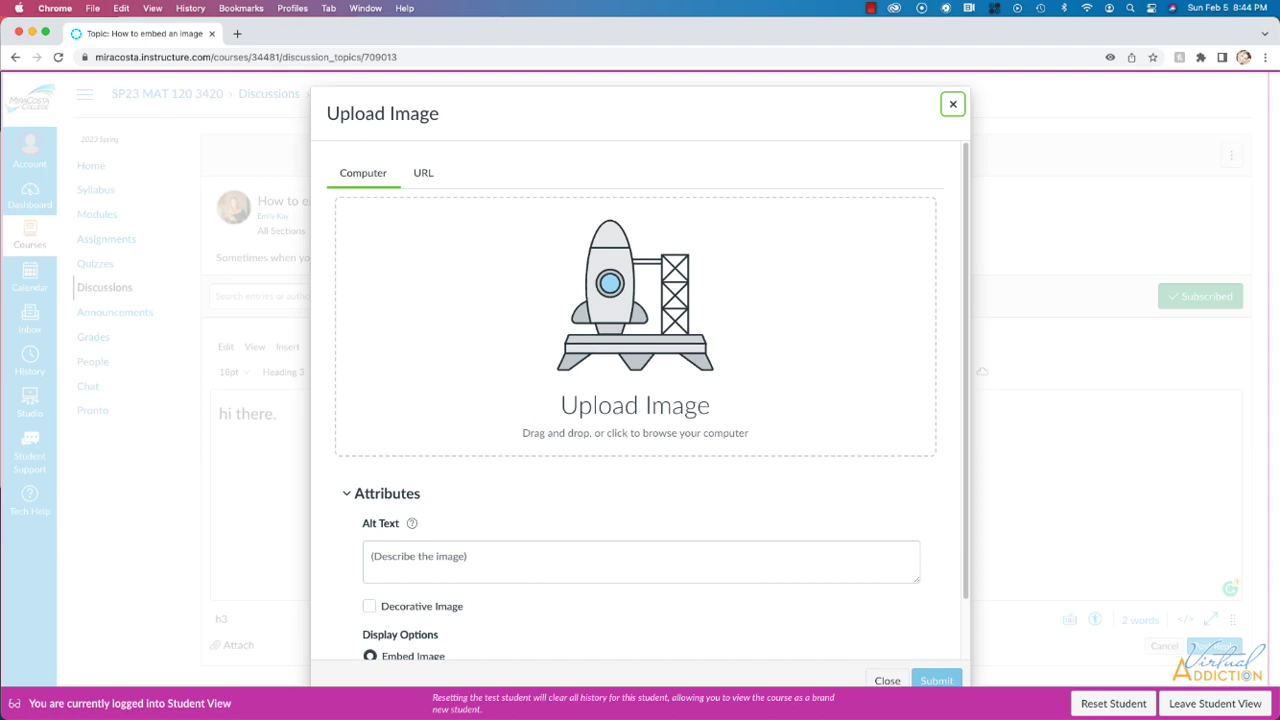 Chrome File Edit View History Bookmarks Profiles Tab Window Help Sun Feb 5 8:44 PM
Topic: How to embed an image
miracosta.instructure.com/courses/34481/discussion_topics/709013
MIRACOSTA COLLEGE
SP23 MAT 120 3420 › Discussions ›
Upload Image
2023 Spring
Account
Dashboard
Courses
Calendar
Inbox
History
Studio
Student Support
Tech Help
Home
Syllabus
Modules
Assignments
Quizzes
Discussions
Announcements
Grades
People
Chat
Pronto
How to e
Emily Kay
All Sections
Sometimes when yo
Search entries or autho
Subscribed
Edit View Insert
18pt Heading 3
hi there.
h3
2 words
</>
Attach
Cancel
Computer URL
Upload Image
Drag and drop, or click to browse your computer
Attributes
Alt Text
(Describe the image)
Decorative Image
Display Options
Embed Image
Close Submit
Virtual
ADDICTION
You are currently logged into Student View
Resetting the test student will clear all history for this student, allowing you to view the course as a brand
new student.
Reset Student
Leave Student View